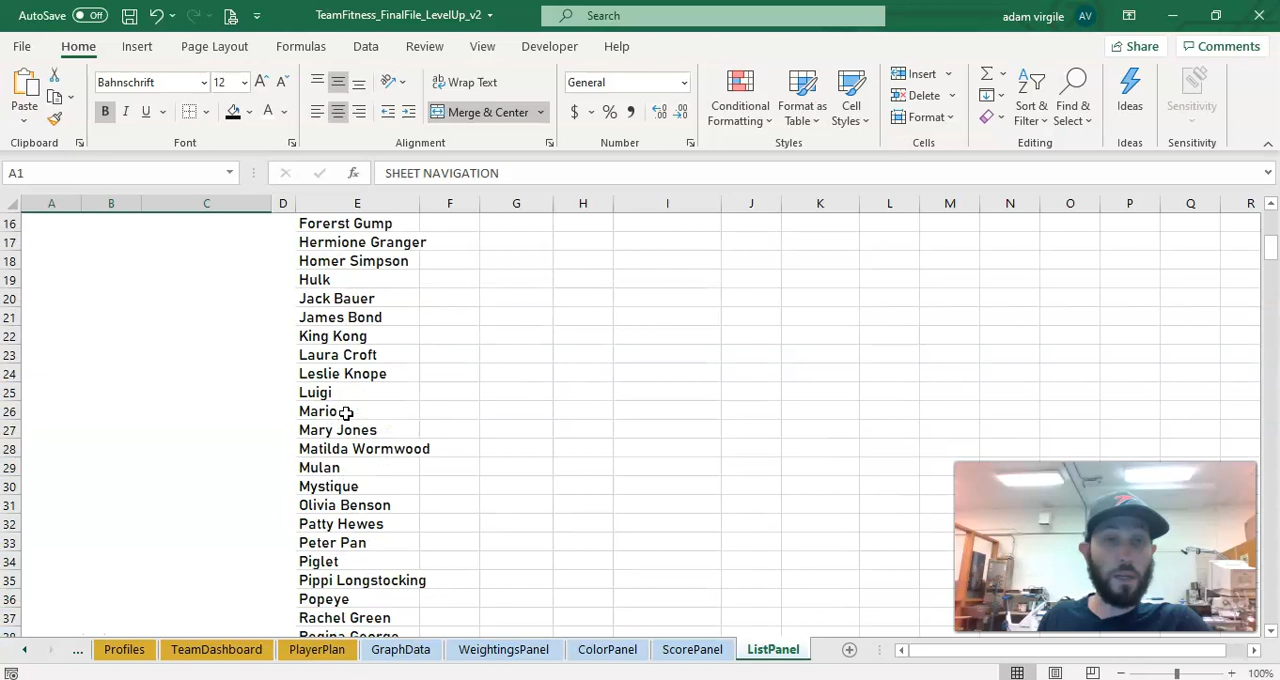 AutoSave Off TeamFitness_FinalFile_LevelUp_v2 Search adam virgile AV
File Home Insert Page Layout Formulas Data Review View Developer Help Share Comments
Paste Bahnschrift 12 A A Wrap Text General Conditional Formatting Format as Table Cell Styles Insert Delete Format Sort & Filter Find & Select Ideas Sensitivity
B I U A Merge & Center $ % ,
Clipboard Font Alignment Number Styles Cells Editing Ideas Sensitivity
A1 fx SHEET NAVIGATION
A B C D E F G H I J K L M N O P Q R
16 Forerst Gump
17 Hermione Granger
18 Homer Simpson
19 Hulk
20 Jack Bauer
21 James Bond
22 King Kong
23 Laura Croft
24 Leslie Knope
25 Luigi
26 Mario
27 Mary Jones
28 Matilda Wormwood
29 Mulan
30 Mystique
31 Olivia Benson
32 Patty Hewes
33 Peter Pan
34 Piglet
35 Pippi Longstocking
36 Popeye
37 Rachel Green
38 Regina George
... Profiles TeamDashboard PlayerPlan GraphData WeightingsPanel ColorPanel ScorePanel ListPanel
100%